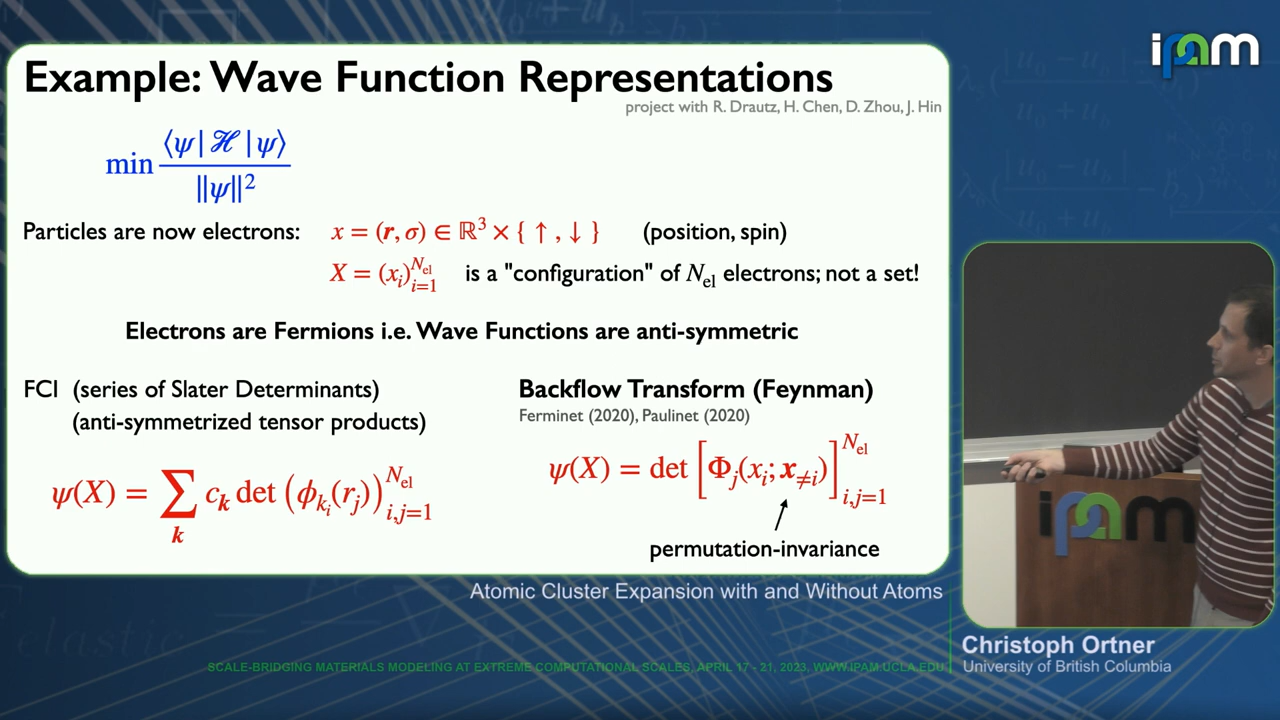 ipam
Example: Wave Function Representations
project with R. Drautz, H. Chen, D. Zhou, J. Hin
min ⟨ψ|ℋ|ψ⟩ / ‖ψ‖²
Particles are now electrons: x = (r, σ) ∈ ℝ³ × {↑, ↓} (position, spin)
X = (xᵢ)ᵢ₌₁^{N_el} is a "configuration" of N_el electrons; not a set!
Electrons are Fermions i.e. Wave Functions are anti-symmetric
FCI (series of Slater Determinants)
(anti-symmetrized tensor products)
ψ(X) = ∑_k c_k det (ϕ_{k_i}(r_j))_{i,j=1}^{N_el}
Backflow Transform (Feynman)
Ferminet (2020), Paulinet (2020)
ψ(X) = det [Φ_j(x_i; x_{≠i})]_{i,j=1}^{N_el}
permutation-invariance
ipam
Atomic Cluster Expansion with and Without Atoms
Christoph Ortner
University of British Columbia
SCALE-BRIDGING MATERIALS MODELING AT EXTREME COMPUTATIONAL SCALES, APRIL 17 - 21, 2023, WWW.IPAM.UCLA.EDU
elastic